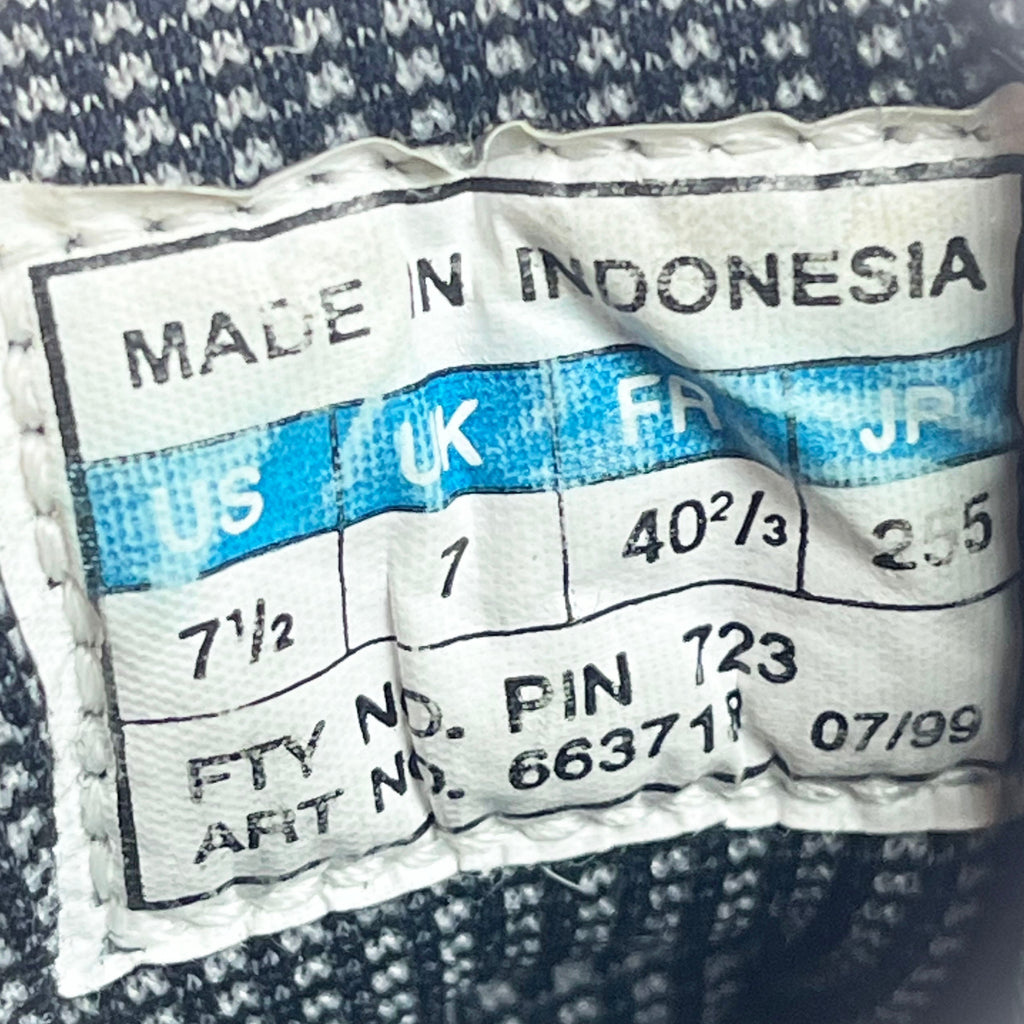 MADE IN INDONESIA
US UK FR JP
7½ 7 40²/3 255
FTY NO. PIN 723
ART NO. 07/99